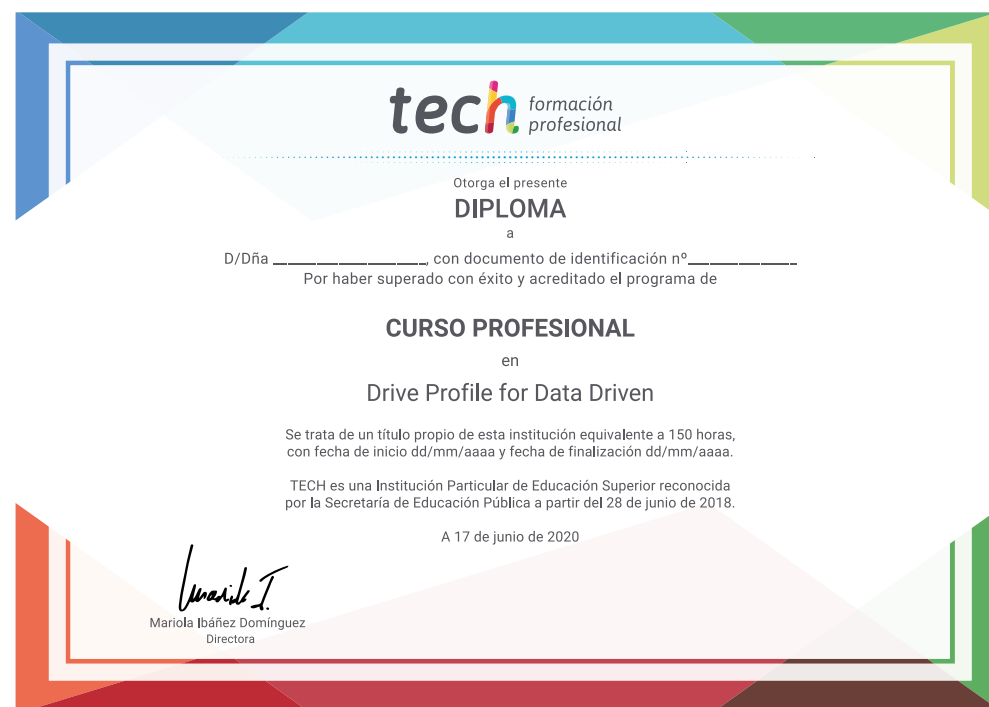 tech formación
profesional
Otorga el presente
DIPLOMA
a
D/Dña ____________________, con documento de identificación nº______________
Por haber superado con éxito y acreditado el programa de
CURSO PROFESIONAL
en
Drive Profile for Data Driven
Se trata de un título propio de esta institución equivalente a 150 horas,
con fecha de inicio dd/mm/aaaa y fecha de finalización dd/mm/aaaa.
TECH es una Institución Particular de Educación Superior reconocida
por la Secretaría de Educación Pública a partir del 28 de junio de 2018.
A 17 de junio de 2020
Mariola Ibáñez Domínguez
Directora